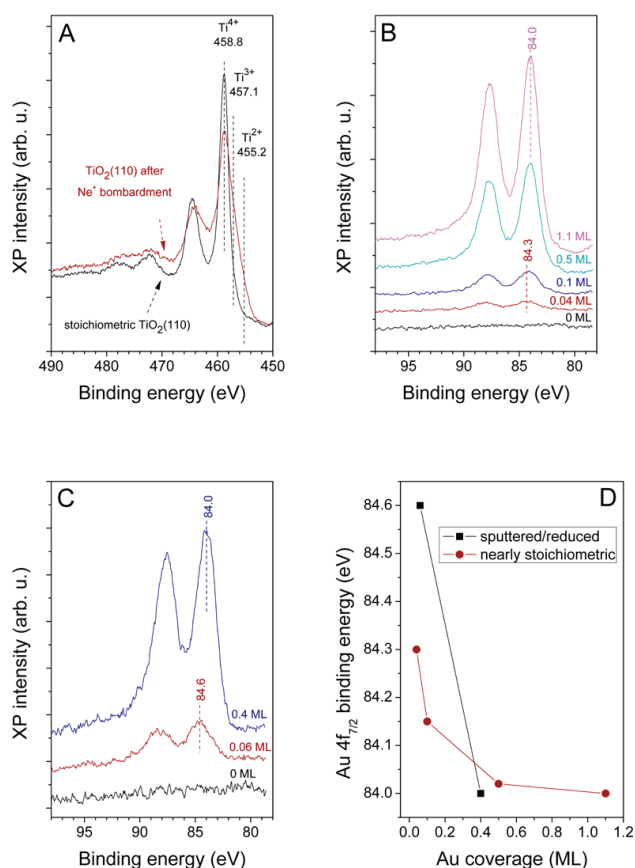 A
Ti4+
458.8
Ti3+
457.1
Ti2+
455.2
TiO2(110) after
Ne+ bombardment
stoichiometric TiO2(110)
XP intensity (arb. u.)
490 480 470 460 450
Binding energy (eV)
B
84.0
1.1 ML
0.5 ML
84.3
0.1 ML
0.04 ML
0 ML
XP intensity (arb. u.)
95 90 85 80
Binding energy (eV)
C
84.0
0.4 ML
84.6
0.06 ML
0 ML
XP intensity (arb. u.)
95 90 85 80
Binding energy (eV)
D
sputtered/reduced
nearly stoichiometric
Au 4f7/2 binding energy (eV)
84.6
84.5
84.4
84.3
84.2
84.1
84.0
0.0 0.2 0.4 0.6 0.8 1.0 1.2
Au coverage (ML)